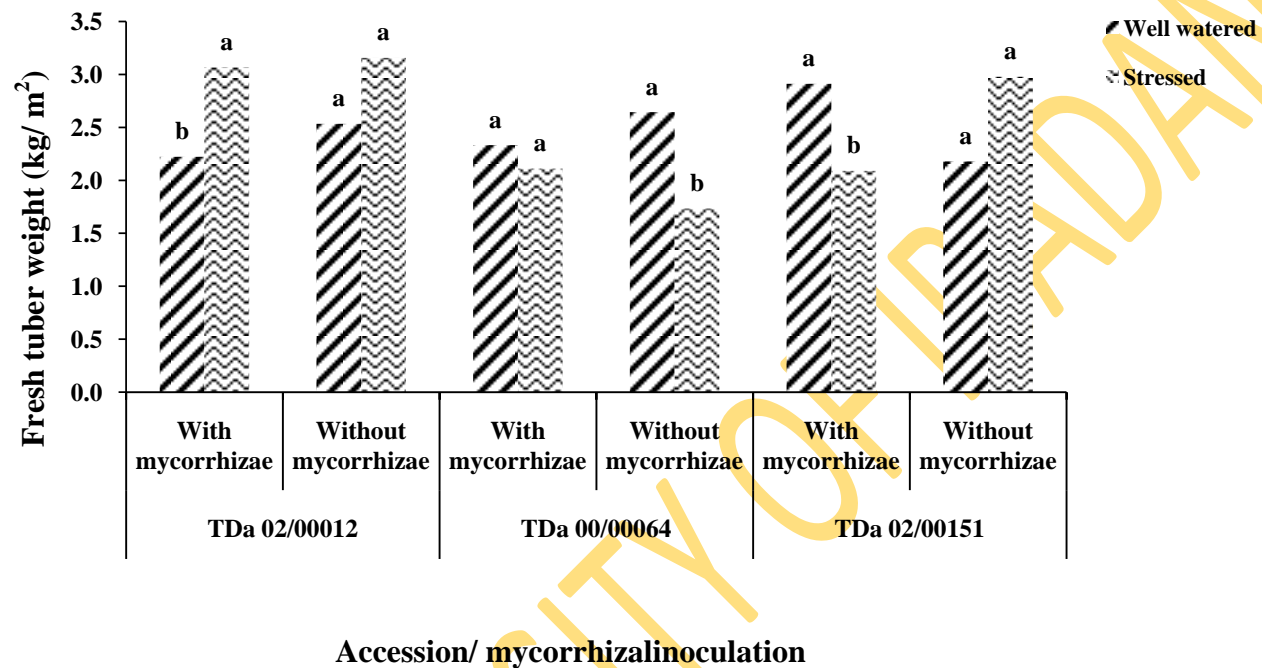 Fresh tuber weight (kg/ m²)
3.5
3.0
2.5
2.0
1.5
1.0
0.5
0.0
b
a
a
a
a
a
a
b
a
b
a
a
Well watered
Stressed
With mycorrhizae
Without mycorrhizae
With mycorrhizae
Without mycorrhizae
With mycorrhizae
Without mycorrhizae
TDa 02/00012
TDa 00/00064
TDa 02/00151
Accession/ mycorrhizalinoculation